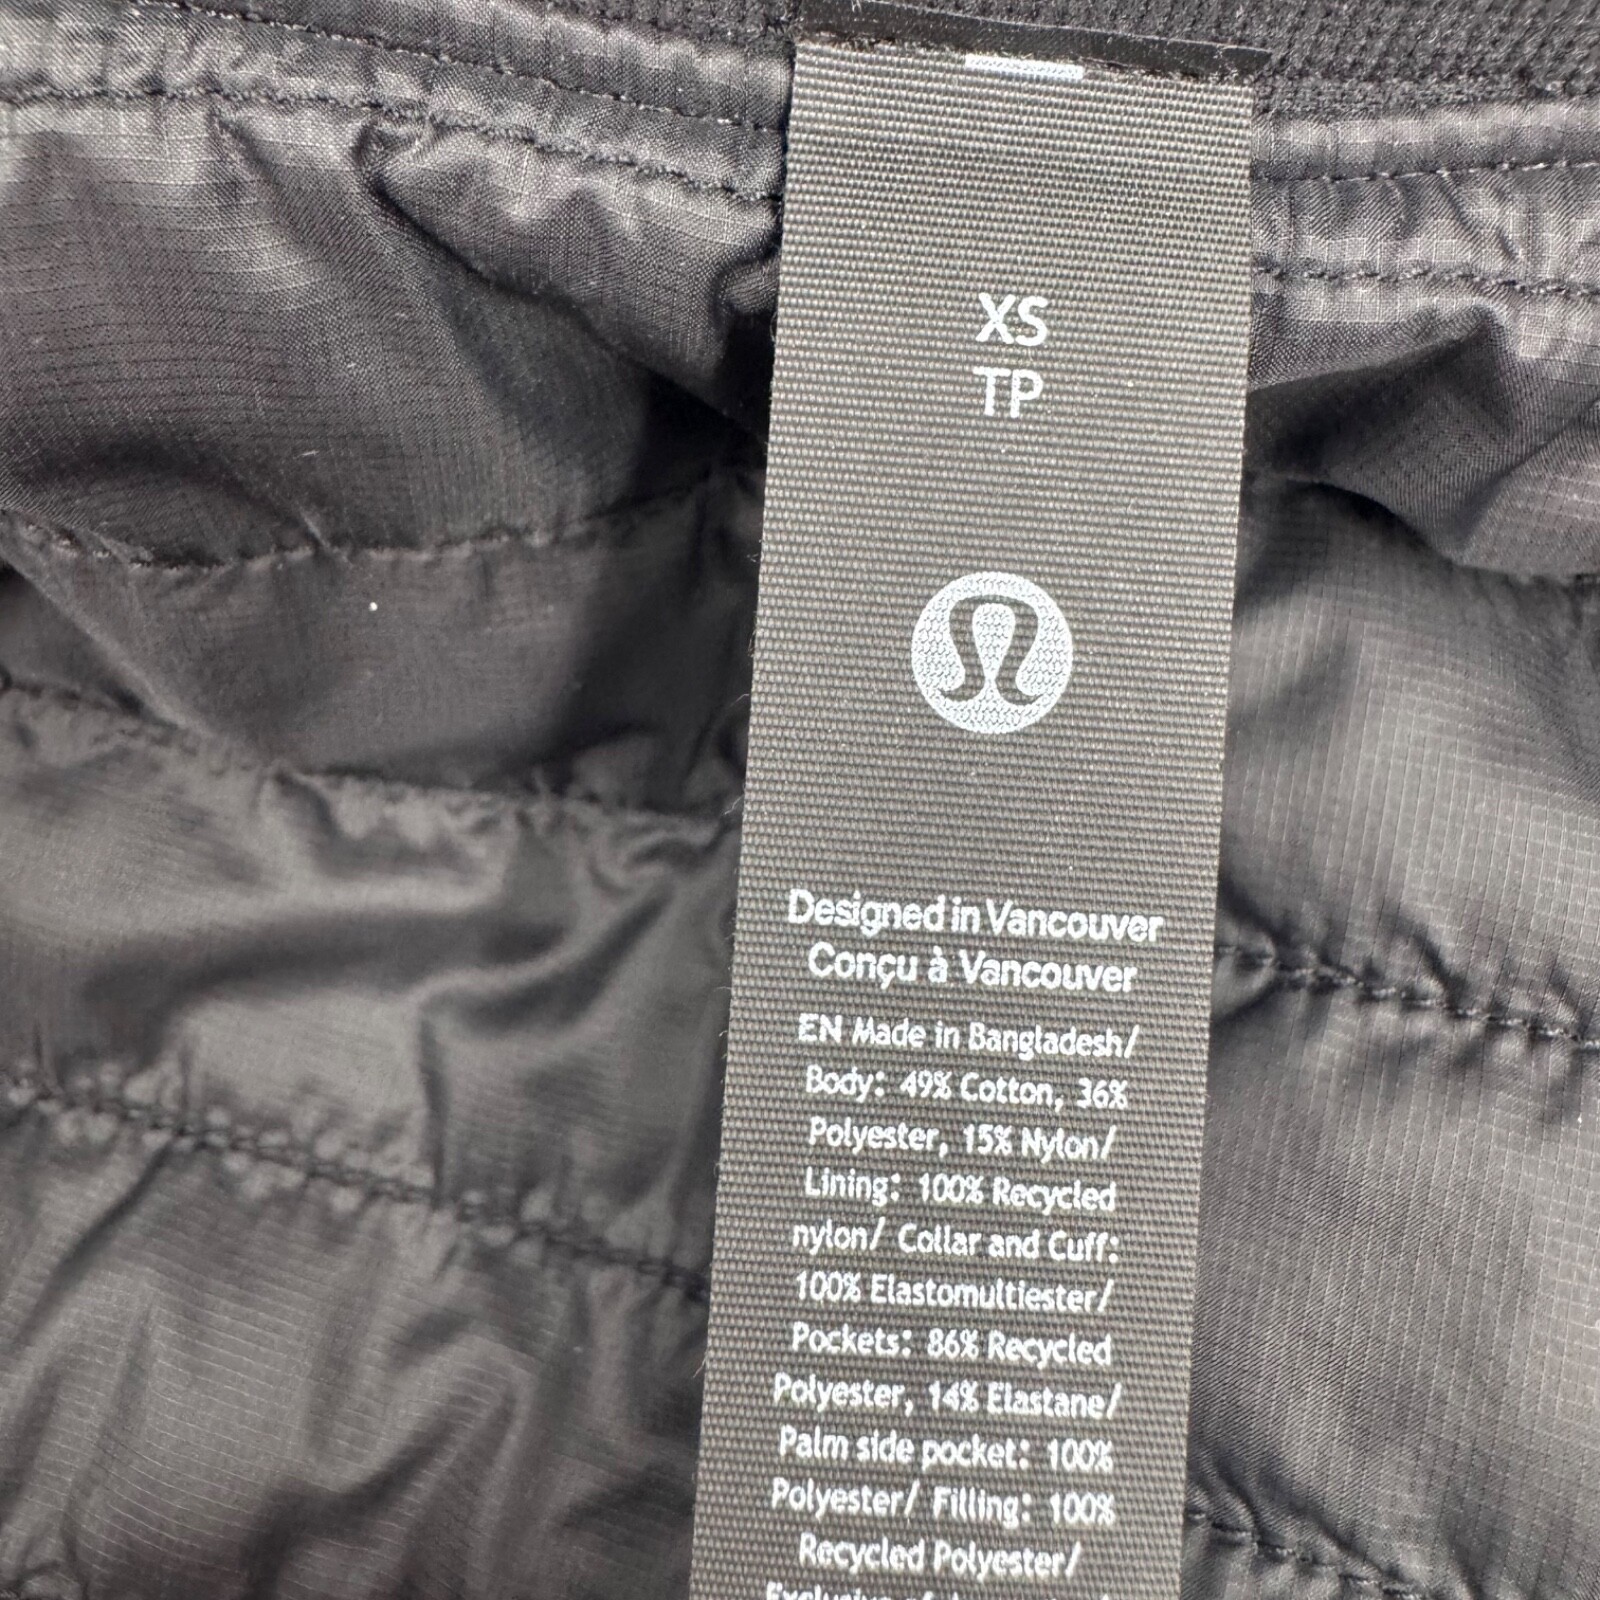 XS
TP
Designed in Vancouver
Conçu à Vancouver
EN Made in Bangladesh/
Body: 49% Cotton, 36%
Polyester, 15% Nylon/
Lining: 100% Recycled
nylon/ Collar and Cuff:
100% Elastomultiester/
Pockets: 86% Recycled
Polyester, 14% Elastane/
Palm side pocket: 100%
Polyester/ Filling: 100%
Recycled Polyester/
Exclusive of